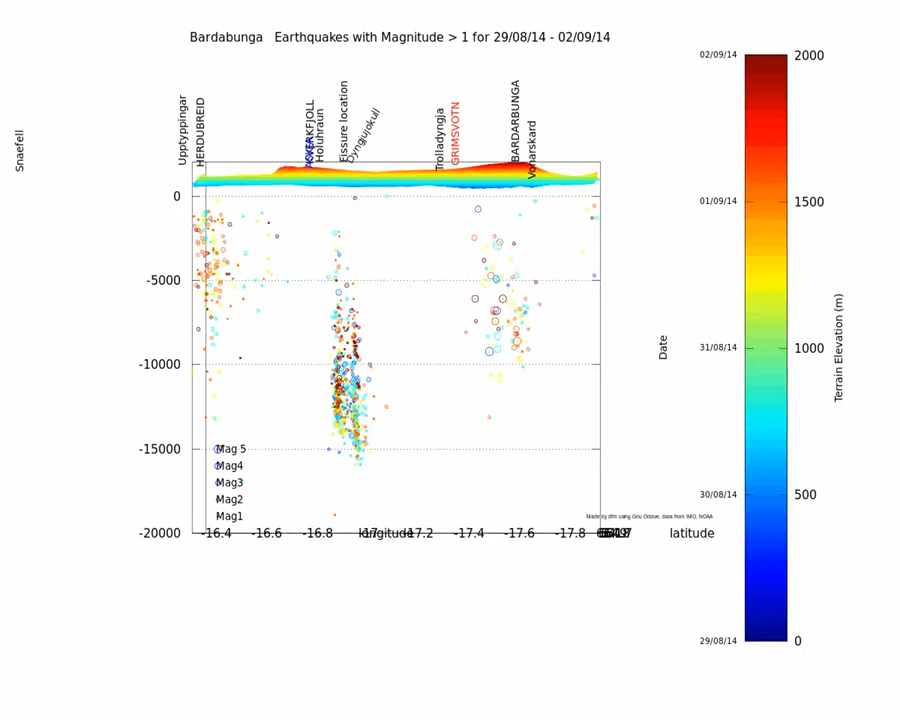 Bardabunga Earthquakes with Magnitude > 1 for 29/08/14 - 02/09/14
Snaefell
Upptyppingar
HERDUBREID
Holuhraun
Fissure location
Dyngjujokull
Trolladyngja
GRIMSVOTN
BARDARBUNGA
Vonarskard
0
-5000
-10000
-15000
-20000
Mag 5
Mag4
Mag3
Mag2
Mag1
Made by dfm using Gnu Octave, data from IMO, NOAA
-16.4
-16.6
-16.8
longitude
-17.2
-17.4
-17.6
-17.8
latitude
Date
02/09/14
01/09/14
31/08/14
30/08/14
29/08/14
2000
1500
1000
500
0
Terrain Elevation (m)